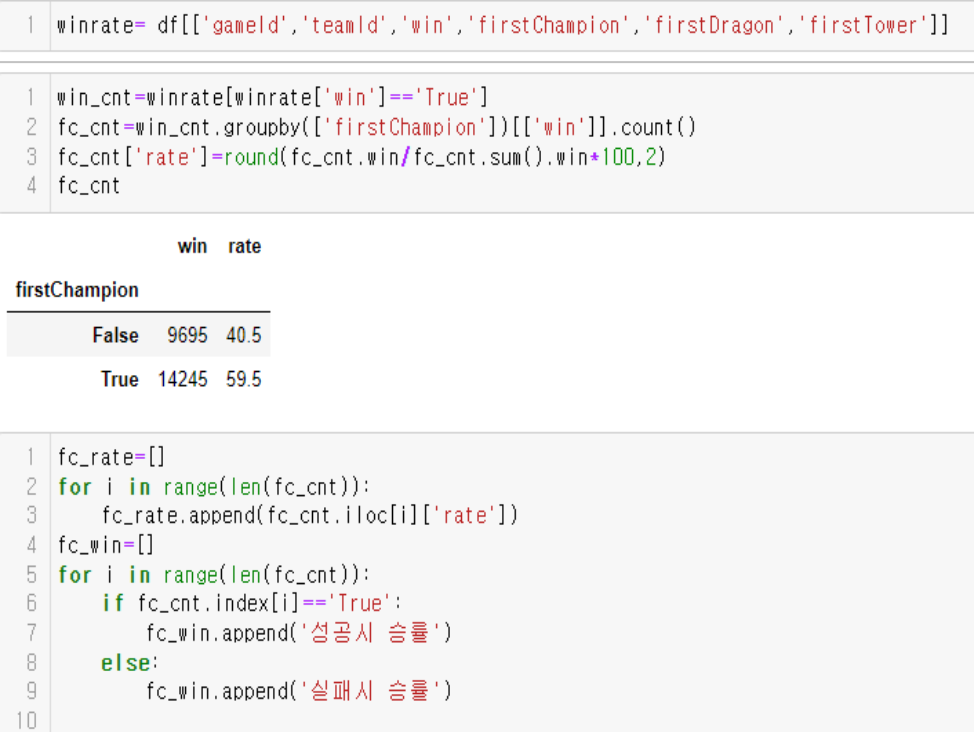 1 winrate= df[['gameId','teamId','win','firstChampion','firstDragon','firstTower']]
1 win_cnt=winrate[winrate['win']=='True']
2 fc_cnt=win_cnt.groupby(['firstChampion'])[['win']].count()
3 fc_cnt['rate']=round(fc_cnt.win/fc_cnt.sum().win*100,2)
4 fc_cnt
win rate
firstChampion
False 9695 40.5
True 14245 59.5
1 fc_rate=[]
2 for i in range(len(fc_cnt)):
3     fc_rate.append(fc_cnt.iloc[i]['rate'])
4 fc_win=[]
5 for i in range(len(fc_cnt)):
6     if fc_cnt.index[i]=='True':
7         fc_win.append('성공시 승률')
8     else:
9         fc_win.append('실패시 승률')
10